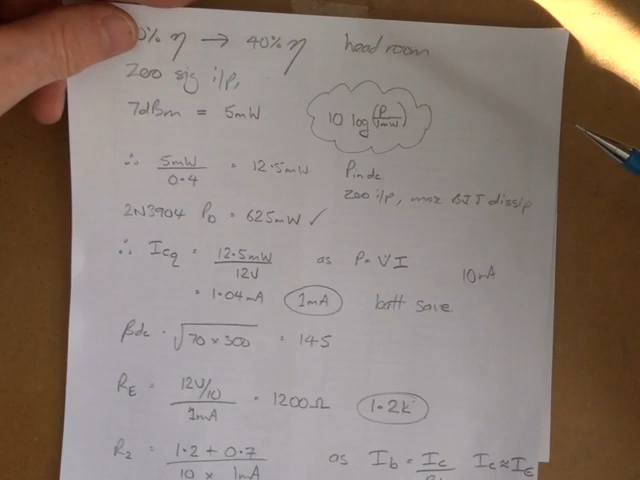 0% η → 40% η head room
Zero sig i/p,
7dBm = 5mW
10 log (P/1mW)
∴ 5mW/0.4 = 12.5mW Pindc
zero i/p, max BJT dissip
2N3904 PD = 625mW ✓
∴ Icq = 12.5mW/12V as P=VI
10mA
= 1.04mA 1mA batt save
βdc = √70 x 300 = 145
RE = 12V/10/1mA = 1200Ω 1.2k
R2 = 1.2 + 0.7/10 x 1mA as Ib = Ic/ Ic≈IE